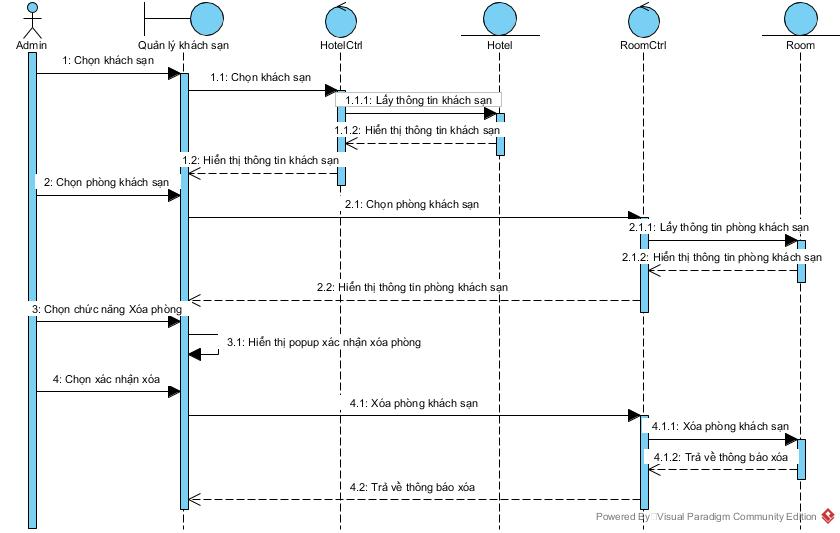 Admin
Quản lý khách sạn
HotelCtrl
Hotel
RoomCtrl
Room
1: Chọn khách sạn
1.1: Chọn khách sạn
1.1.1: Lấy thông tin khách sạn
1.1.2: Hiển thị thông tin khách sạn
1.2: Hiển thị thông tin khách sạn
2: Chọn phòng khách sạn
2.1: Chọn phòng khách sạn
2.1.1: Lấy thông tin phòng khách sạn
2.1.2: Hiển thị thông tin phòng khách sạn
2.2: Hiển thị thông tin phòng khách sạn
3: Chọn chức năng Xóa phòng
3.1: Hiển thị popup xác nhận xóa phòng
4: Chọn xác nhận xóa
4.1: Xóa phòng khách sạn
4.1.1: Xóa phòng khách sạn
4.1.2: Trả về thông báo xóa
4.2: Trả về thông báo xóa
Powered By Visual Paradigm Community Edition